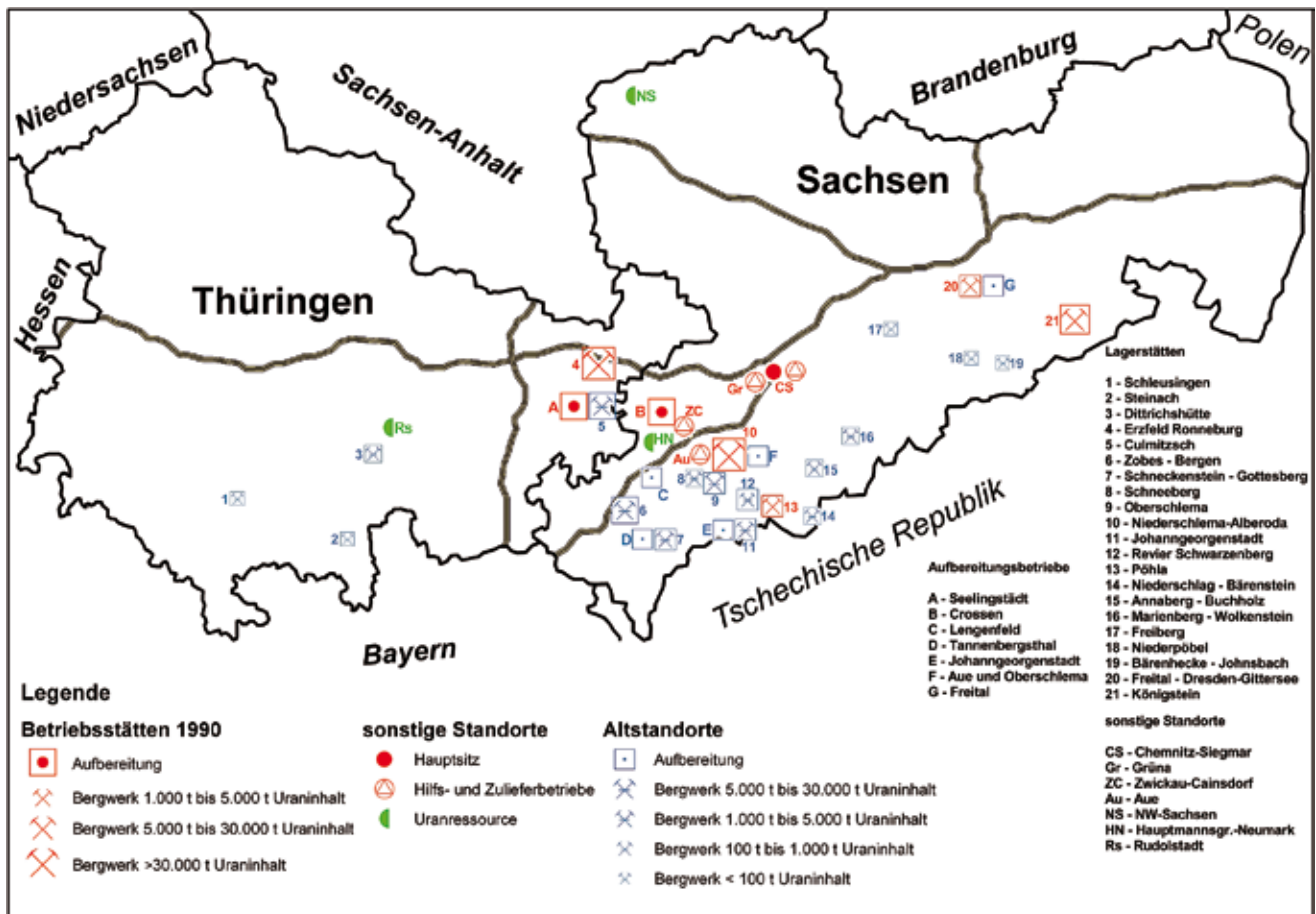 Niedersachsen
Sachsen-Anhalt
Brandenburg
Polen
NS
Sachsen
Hessen
Thüringen
20
G
21
17
18
19
4
Gr
CS
A
5
B
ZC
Rs
HN
10
3
Au
F
16
C
8
9
12
15
1
6
13
14
2
D
7
E
11
Tschechische Republik
Bayern
Lagerstätten
1 - Schleusingen
2 - Steinach
3 - Dittrichshütte
4 - Erzfeld Ronneburg
5 - Culmitzsch
6 - Zobes - Bergen
7 - Schneckenstein - Gottesberg
8 - Schneeberg
9 - Oberschlema
10 - Niederschlema-Alberoda
11 - Johanngeorgenstadt
12 - Revier Schwarzenberg
13 - Pöhla
14 - Niederschlag - Bärenstein
15 - Annaberg - Buchholz
16 - Marienberg - Wolkenstein
17 - Freiberg
18 - Niederpöbel
19 - Bärenhecke - Johnsbach
20 - Freital - Dresden-Gittersee
21 - Königstein
sonstige Standorte
CS - Chemnitz-Siegmar
Gr - Grüna
ZC - Zwickau-Cainsdorf
Au - Aue
NS - NW-Sachsen
HN - Hauptmannsgr.-Neumark
Rs - Rudolstadt
Aufbereitungsbetriebe
A - Seelingstädt
B - Crossen
C - Lengenfeld
D - Tannenbergsthal
E - Johanngeorgenstadt
F - Aue und Oberschlema
G - Freital
Legende
Betriebsstätten 1990
Aufbereitung
Bergwerk 1.000 t bis 5.000 t Uraninhalt
Bergwerk 5.000 t bis 30.000 t Uraninhalt
Bergwerk >30.000 t Uraninhalt
sonstige Standorte
Hauptsitz
Hilfs- und Zulieferbetriebe
Uranressource
Altstandorte
Aufbereitung
Bergwerk 5.000 t bis 30.000 t Uraninhalt
Bergwerk 1.000 t bis 5.000 t Uraninhalt
Bergwerk 100 t bis 1.000 t Uraninhalt
Bergwerk < 100 t Uraninhalt